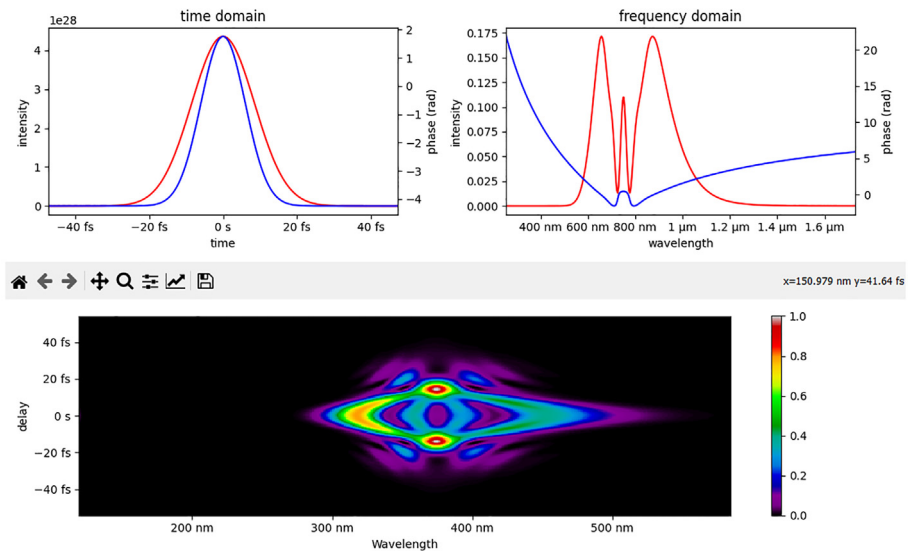 time domain
1e28
4
3
2
1
0
intensity
2
1
0
−1
−2
−3
−4
phase (rad)
−40 fs −20 fs 0 s 20 fs 40 fs
time
frequency domain
0.175
0.150
0.125
0.100
0.075
0.050
0.025
0.000
intensity
20
15
10
5
0
phase (rad)
400 nm 600 nm 800 nm 1 µm 1.2 µm 1.4 µm 1.6 µm
wavelength
x=150.979 nm y=41.64 fs
40 fs
20 fs
0 s
−20 fs
−40 fs
delay
200 nm 300 nm 400 nm 500 nm
Wavelength
1.0
0.8
0.6
0.4
0.2
0.0